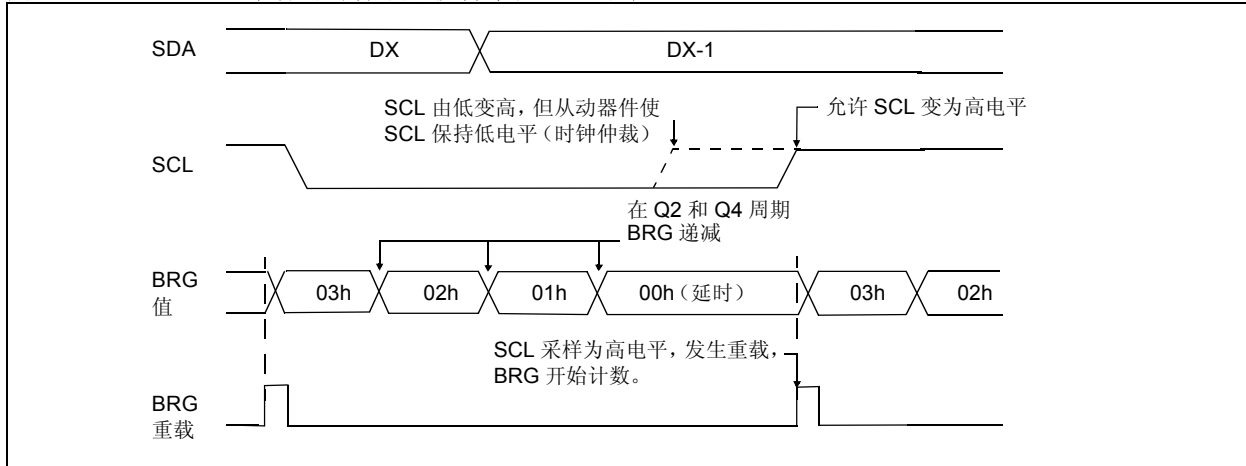 SDA
DX
DX-1
SCL 由低变高，但从动器件使
SCL 保持低电平（时钟仲裁）
允许 SCL 变为高电平
SCL
在 Q2 和 Q4 周期
BRG 递减
BRG
值
03h
02h
01h
00h（延时）
03h
02h
SCL 采样为高电平，发生重载，
BRG 开始计数。
BRG
重载